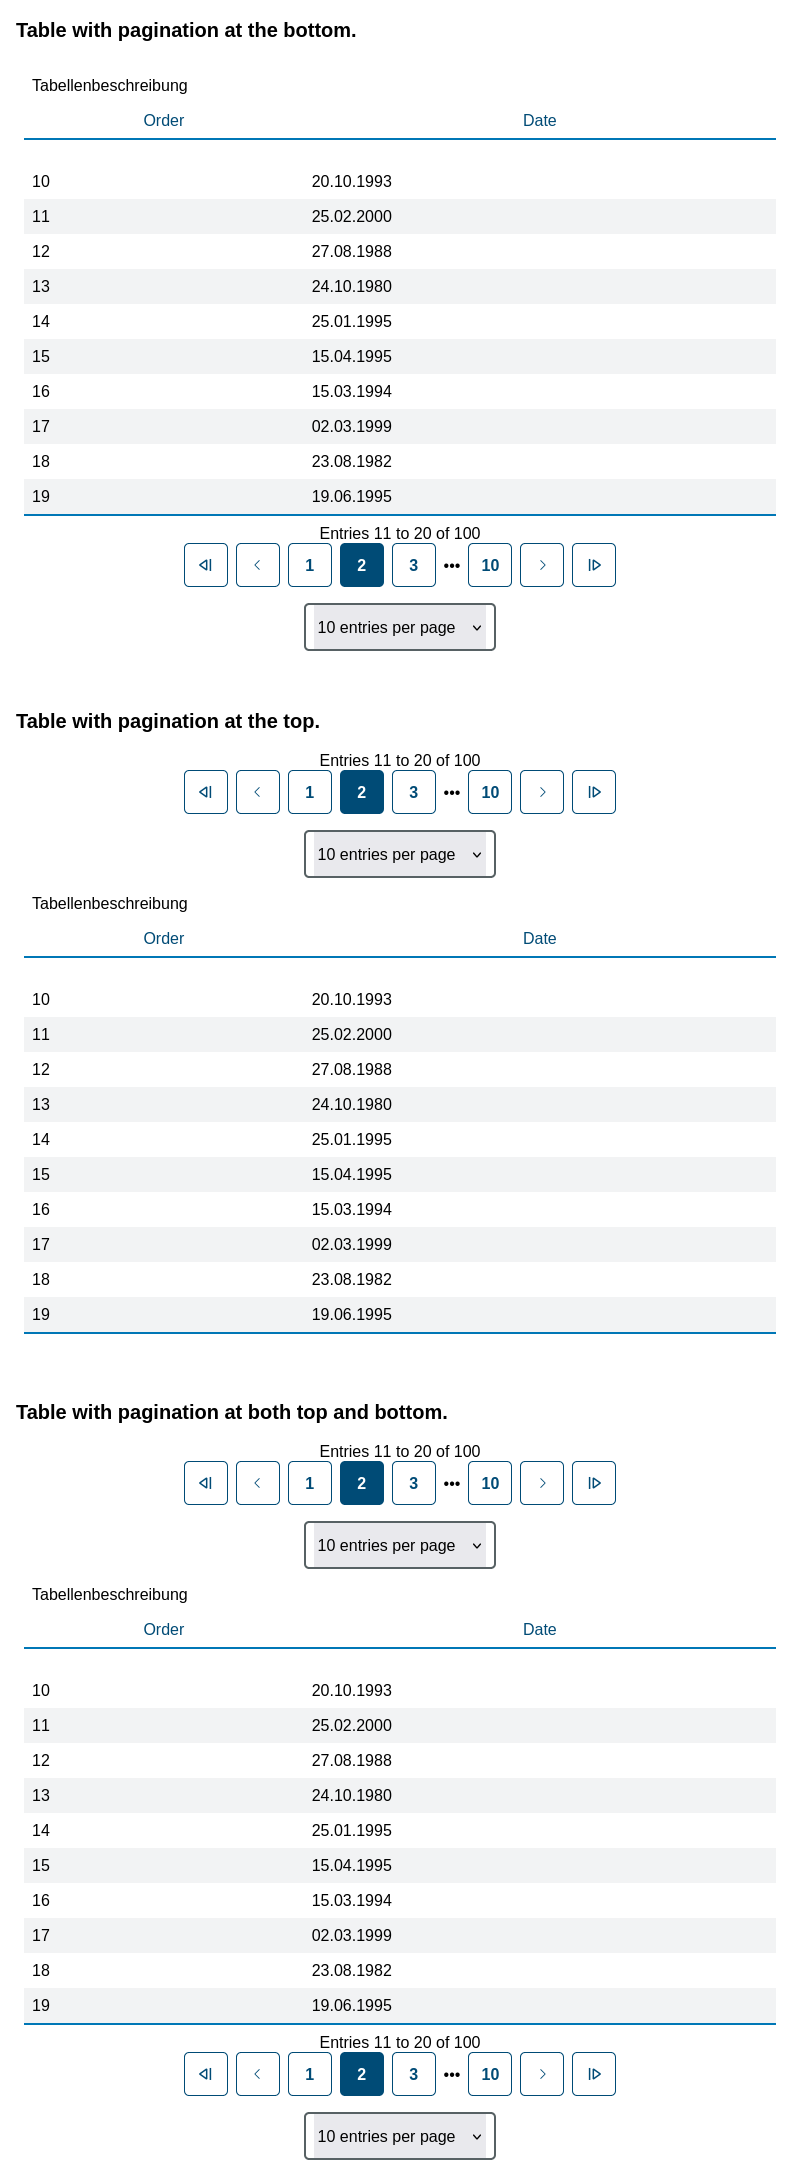 Table with pagination at the bottom.
Tabellenbeschreibung
Order Date
10 20.10.1993
11 25.02.2000
12 27.08.1988
13 24.10.1980
14 25.01.1995
15 15.04.1995
16 15.03.1994
17 02.03.1999
18 23.08.1982
19 19.06.1995
Entries 11 to 20 of 100
1 2 3 ••• 10
10 entries per page
Table with pagination at the top.
Entries 11 to 20 of 100
1 2 3 ••• 10
10 entries per page
Tabellenbeschreibung
Order Date
10 20.10.1993
11 25.02.2000
12 27.08.1988
13 24.10.1980
14 25.01.1995
15 15.04.1995
16 15.03.1994
17 02.03.1999
18 23.08.1982
19 19.06.1995
Table with pagination at both top and bottom.
Entries 11 to 20 of 100
1 2 3 ••• 10
10 entries per page
Tabellenbeschreibung
Order Date
10 20.10.1993
11 25.02.2000
12 27.08.1988
13 24.10.1980
14 25.01.1995
15 15.04.1995
16 15.03.1994
17 02.03.1999
18 23.08.1982
19 19.06.1995
Entries 11 to 20 of 100
1 2 3 ••• 10
10 entries per page